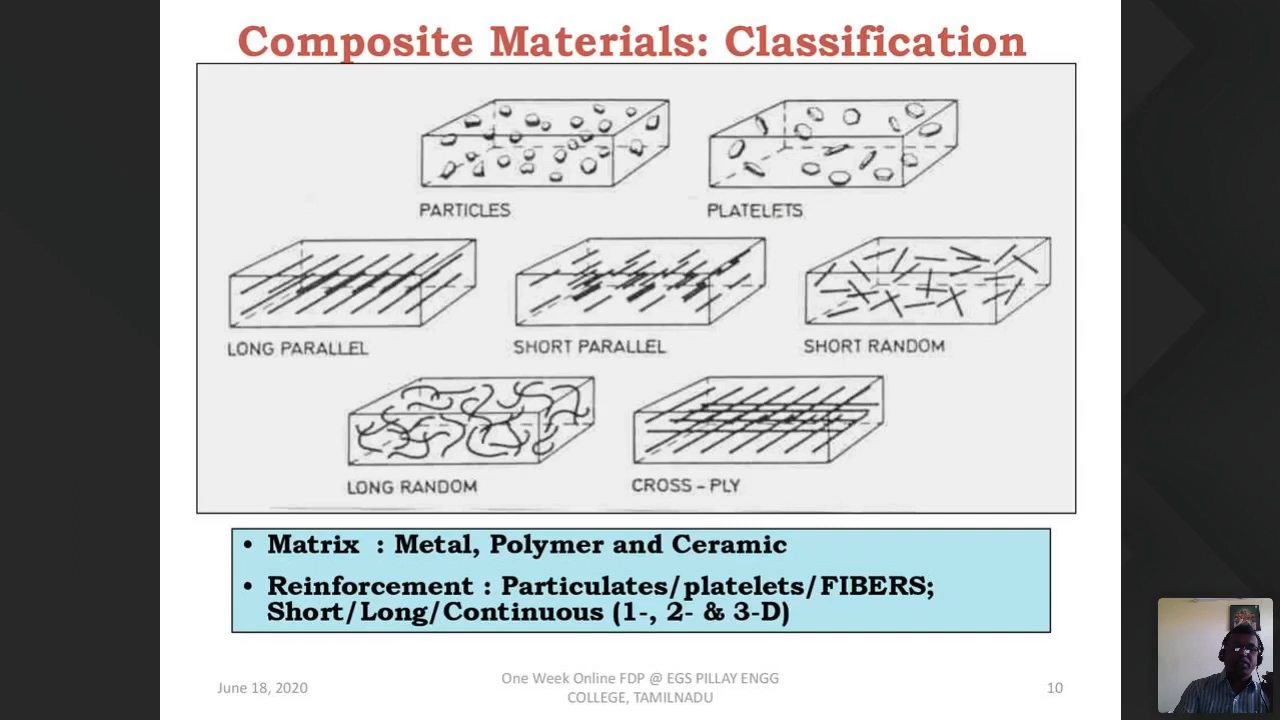 Composite Materials: Classification
PARTICLES
PLATELETS
LONG PARALLEL
SHORT PARALLEL
SHORT RANDOM
LONG RANDOM
CROSS - PLY
• Matrix : Metal, Polymer and Ceramic
• Reinforcement : Particulates/platelets/FIBERS;
Short/Long/Continuous (1-, 2- & 3-D)
June 18, 2020
One Week Online FDP @ EGS PILLAY ENGG
COLLEGE, TAMILNADU
10